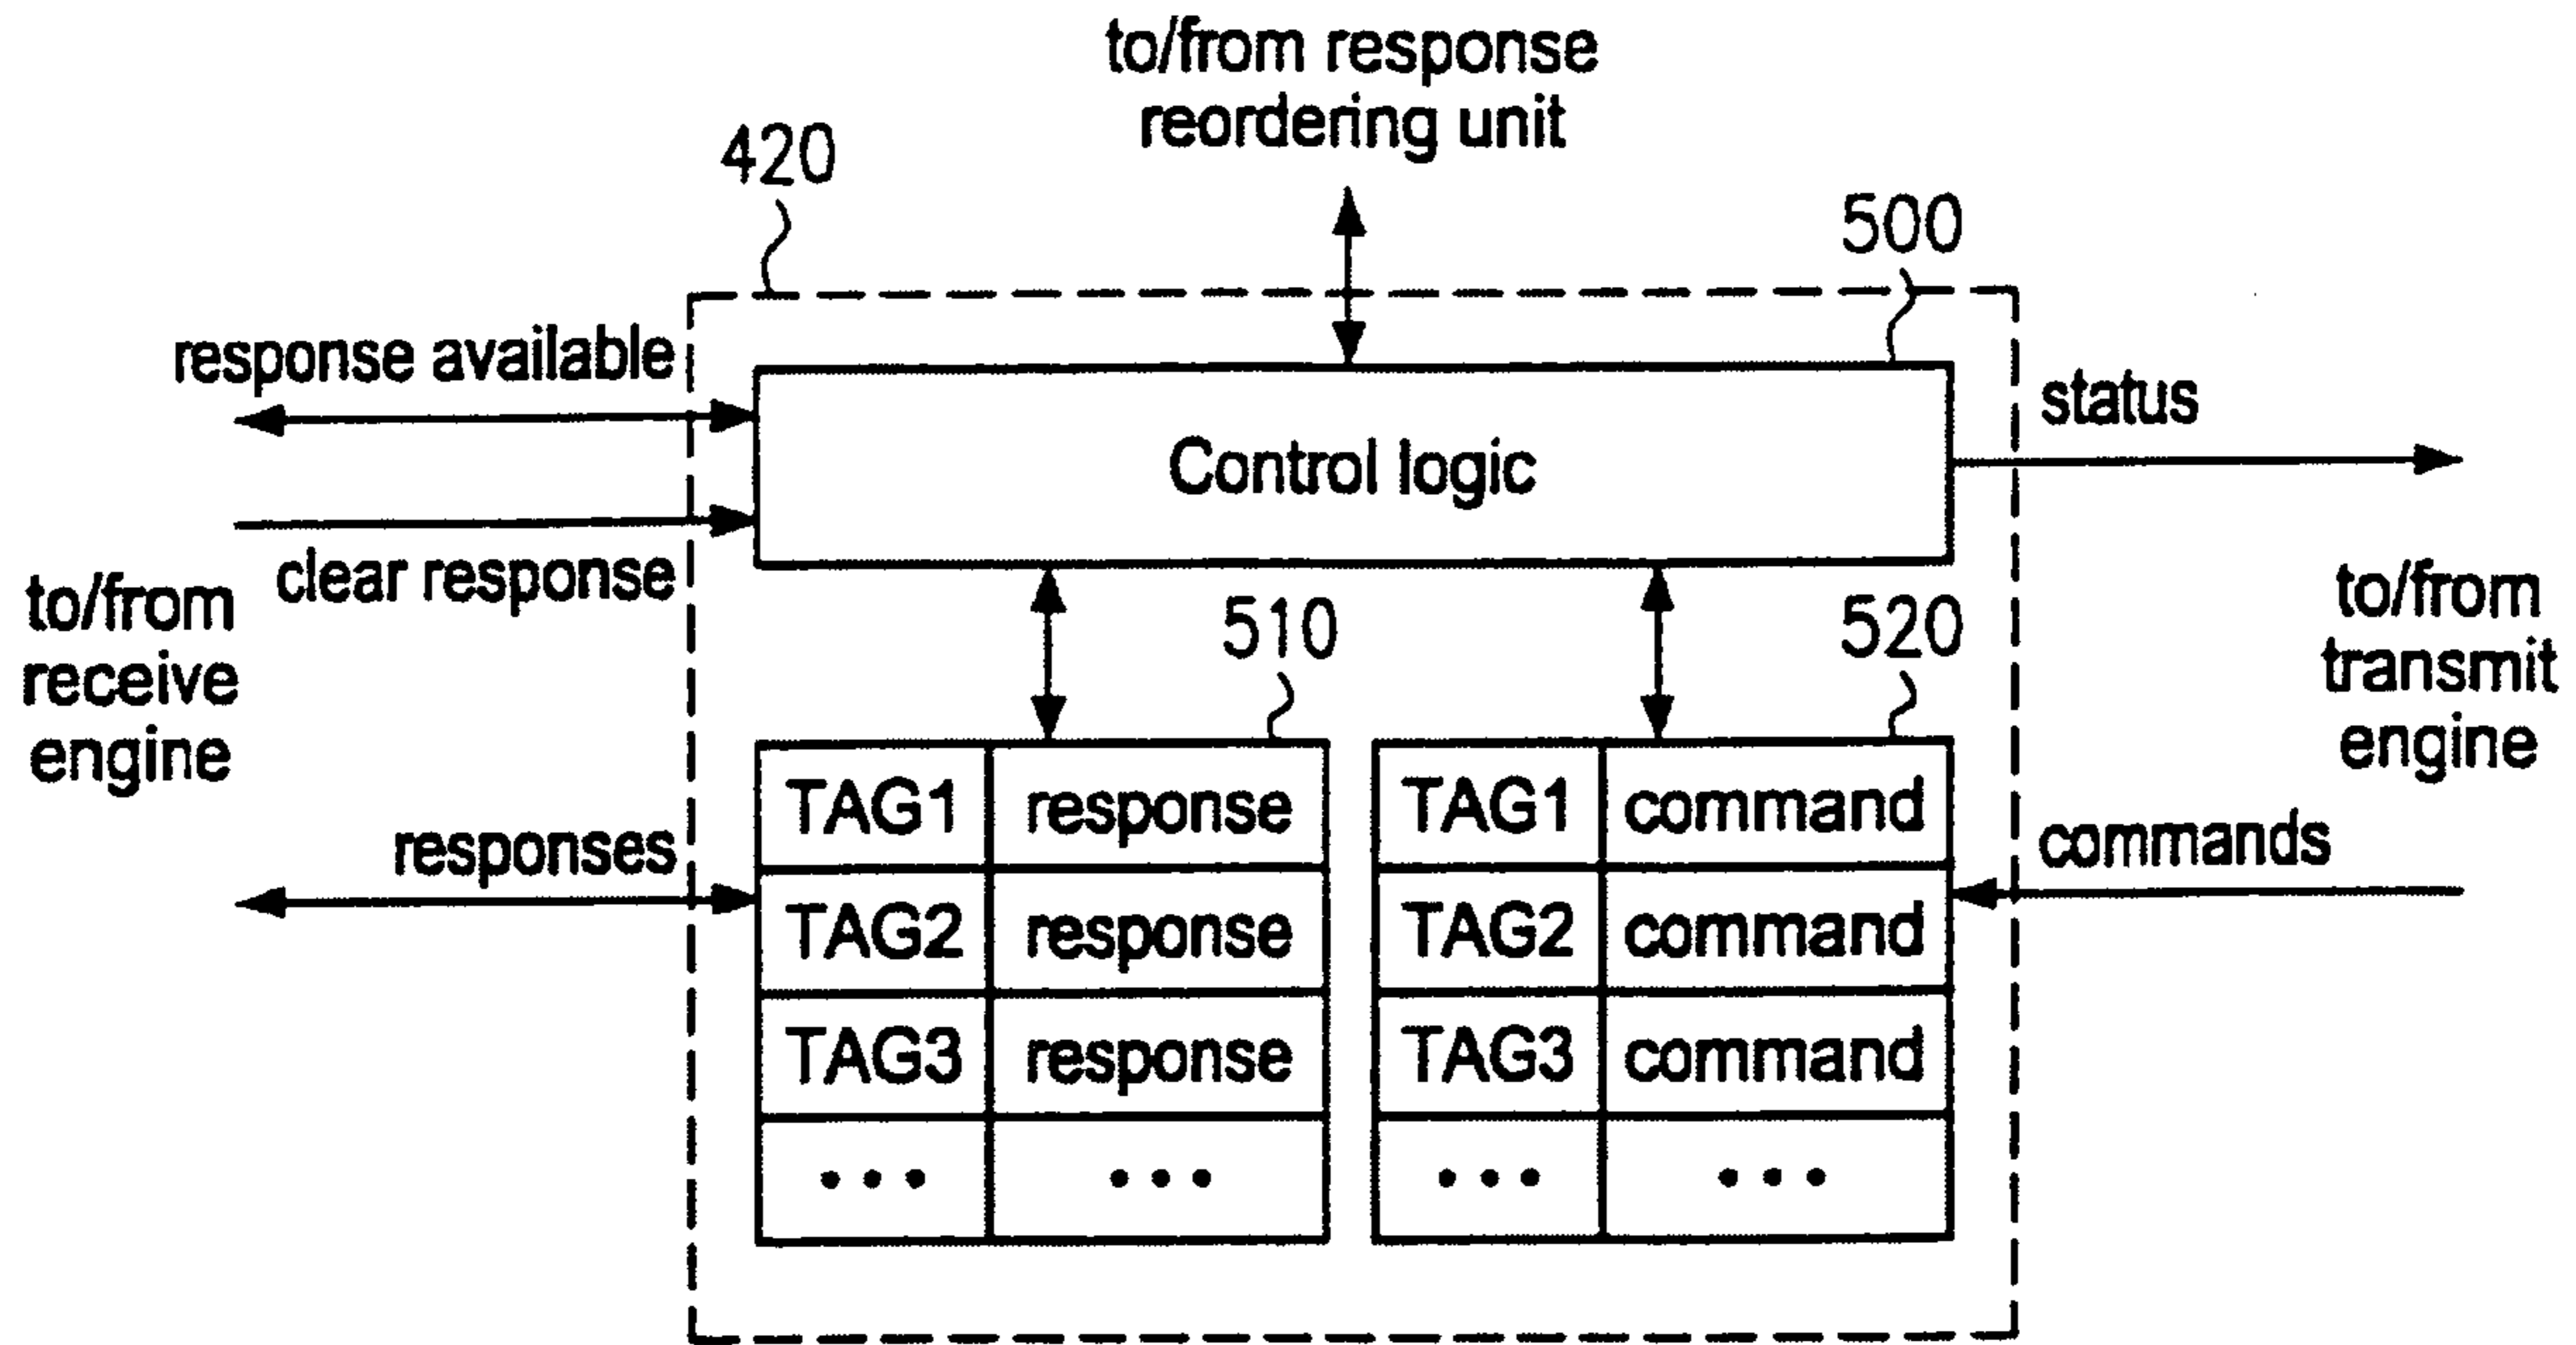 to/from response
reordering unit
420
500
response available
status
Control logic
clear response
to/from
receive
engine
510
520
to/from
transmit
engine
TAG1 response
TAG1 command
responses
commands
TAG2 response
TAG2 command
TAG3 response
TAG3 command
... ...
... ...